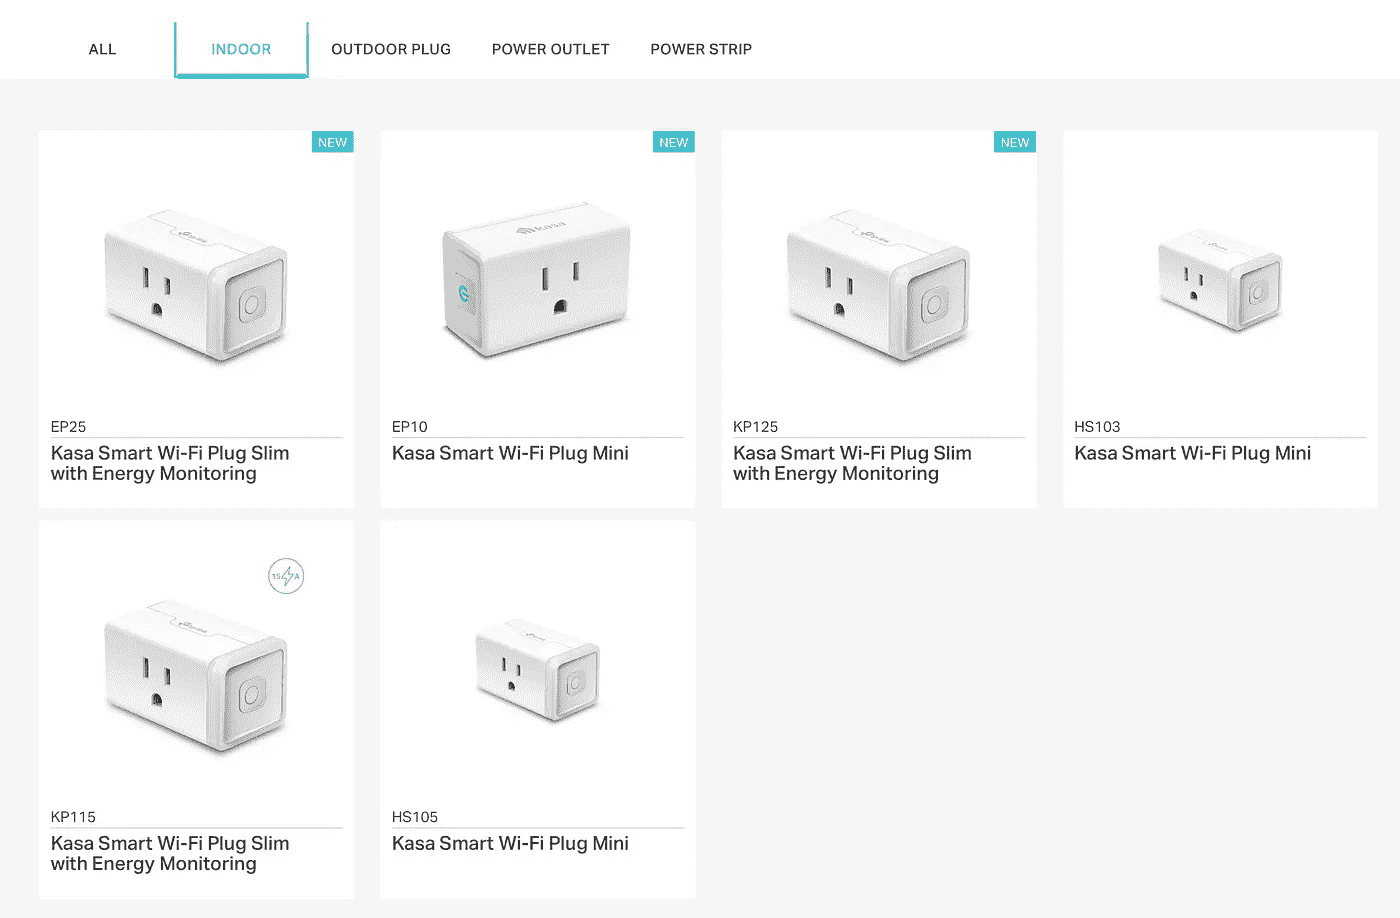 ALL
INDOOR
OUTDOOR PLUG
POWER OUTLET
POWER STRIP
NEW
EP25
Kasa Smart Wi-Fi Plug Slim
with Energy Monitoring
NEW
kasa
EP10
Kasa Smart Wi-Fi Plug Mini
NEW
KP125
Kasa Smart Wi-Fi Plug Slim
with Energy Monitoring
HS103
Kasa Smart Wi-Fi Plug Mini
15 A
KP115
Kasa Smart Wi-Fi Plug Slim
with Energy Monitoring
HS105
Kasa Smart Wi-Fi Plug Mini